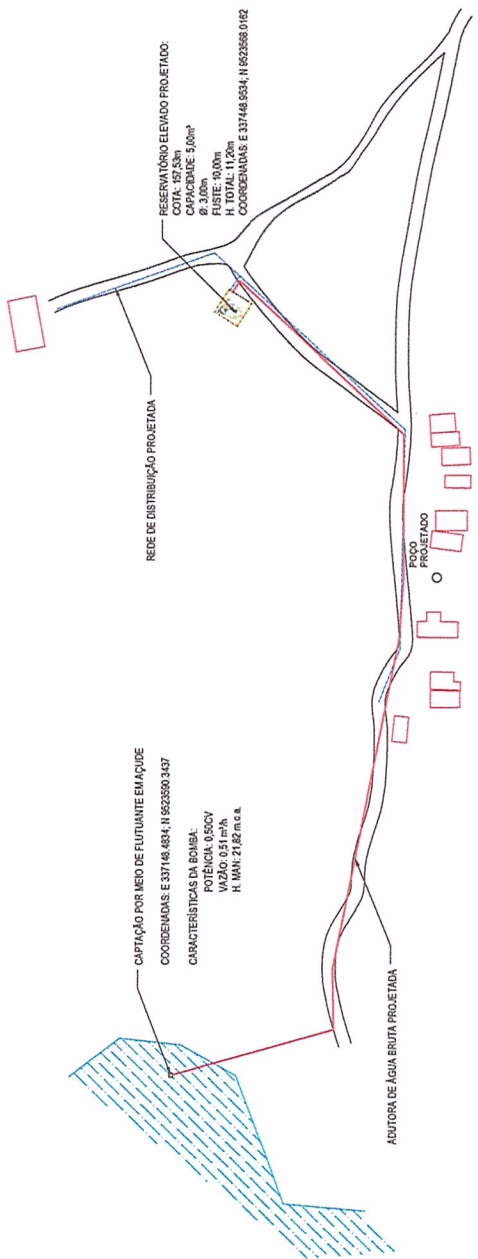 CAPTAÇÃO POR MEIO DE FLUTUANTE EM AÇUDE
COORDENADAS: E 337148.4834; N 9523590.3437
CARACTERÍSTICAS DA BOMBA:
POTÊNCIA: 0,50CV
VAZÃO: 0,51 m³/h
H. MAN: 21,82 m.c.a.
REDE DE DISTRIBUIÇÃO PROJETADA
RESERVATÓRIO ELEVADO PROJETADO:
COTA: 157,53m
CAPACIDADE: 5,00m³
Ø: 3,00m
FUSTE: 10,00m
H. TOTAL: 11,20m
COORDENADAS: E 337448.9534; N 9523568.0162
ADUTORA DE ÁGUA BRUTA PROJETADA
POÇO
PROJETADO